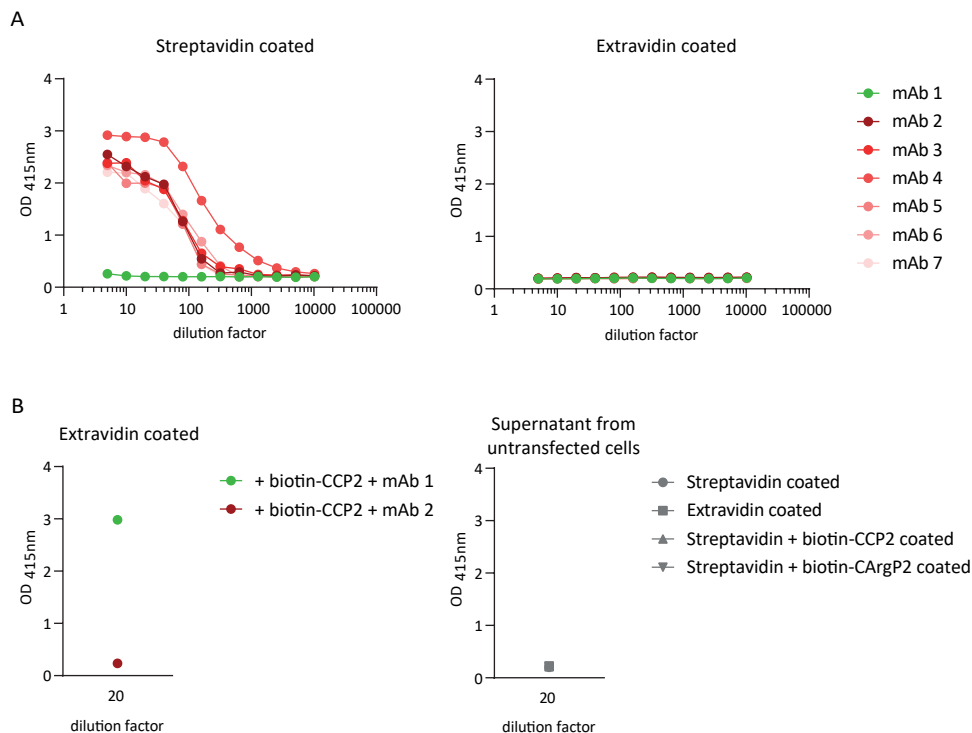 A
Streptavidin coated
OD 415nm
4
3
2
1
0
1
10
100
1000
10000
100000
dilution factor
Extravidin coated
OD 415nm
4
3
2
1
0
1
10
100
1000
10000
100000
dilution factor
mAb 1
mAb 2
mAb 3
mAb 4
mAb 5
mAb 6
mAb 7
B
Extravidin coated
OD 415nm
4
3
2
1
0
20
dilution factor
+ biotin-CCP2 + mAb 1
+ biotin-CCP2 + mAb 2
Supernatant from
untransfected cells
OD 415nm
4
3
2
1
0
20
dilution factor
Streptavidin coated
Extravidin coated
Streptavidin + biotin-CCP2 coated
Streptavidin + biotin-CArgP2 coated